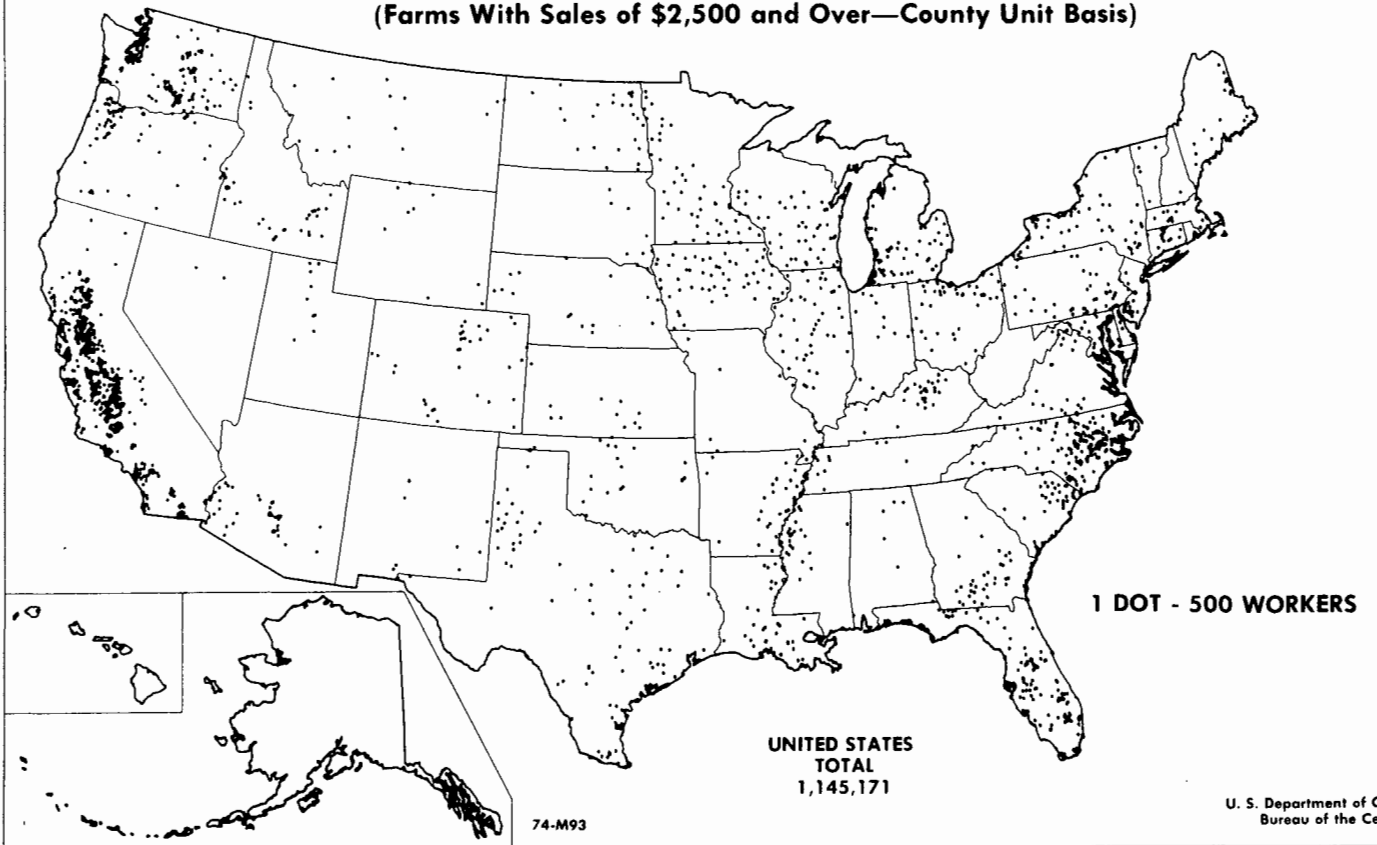 (Farms With Sales of $2,500 and Over—County Unit Basis)
1 DOT - 500 WORKERS
UNITED STATES
TOTAL
1,145,171
74-M93
U. S. Department of
Bureau of the